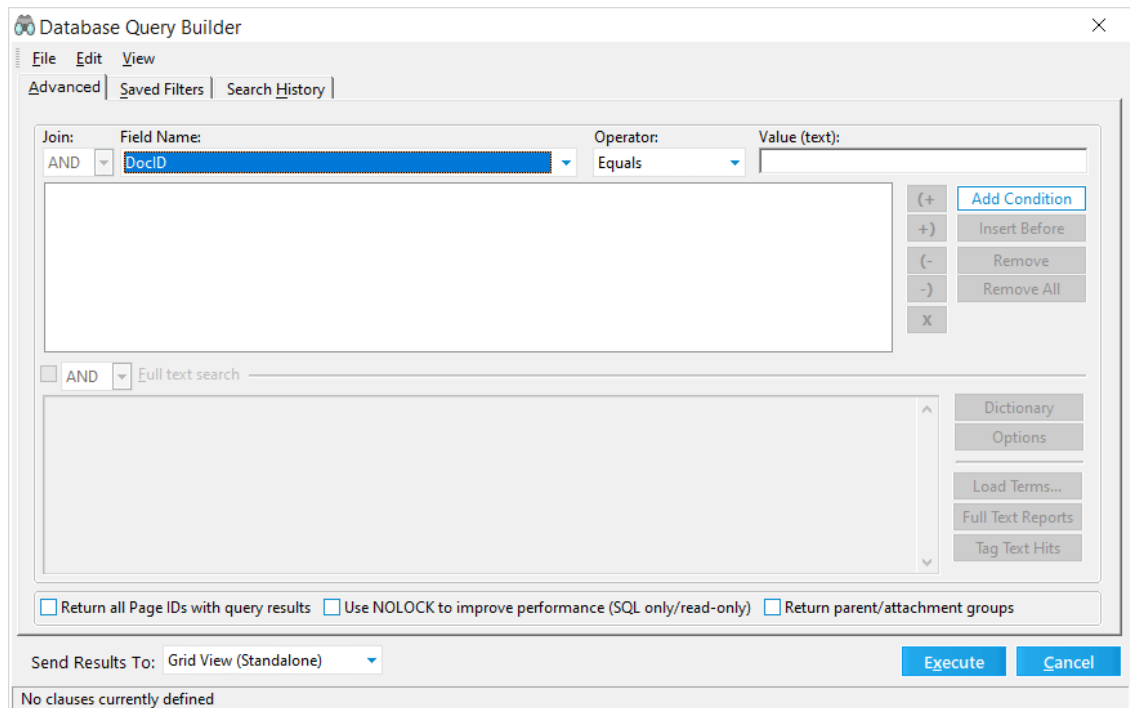 Database Query Builder
File Edit View
Advanced Saved Filters Search History
Join: Field Name: Operator: Value (text):
AND DocID Equals
(+ Add Condition
+) Insert Before
(- Remove
-) Remove All
X
AND Full text search
Dictionary
Options
Load Terms...
Full Text Reports
Tag Text Hits
Return all Page IDs with query results Use NOLOCK to improve performance (SQL only/read-only) Return parent/attachment groups
Send Results To: Grid View (Standalone) Execute Cancel
No clauses currently defined